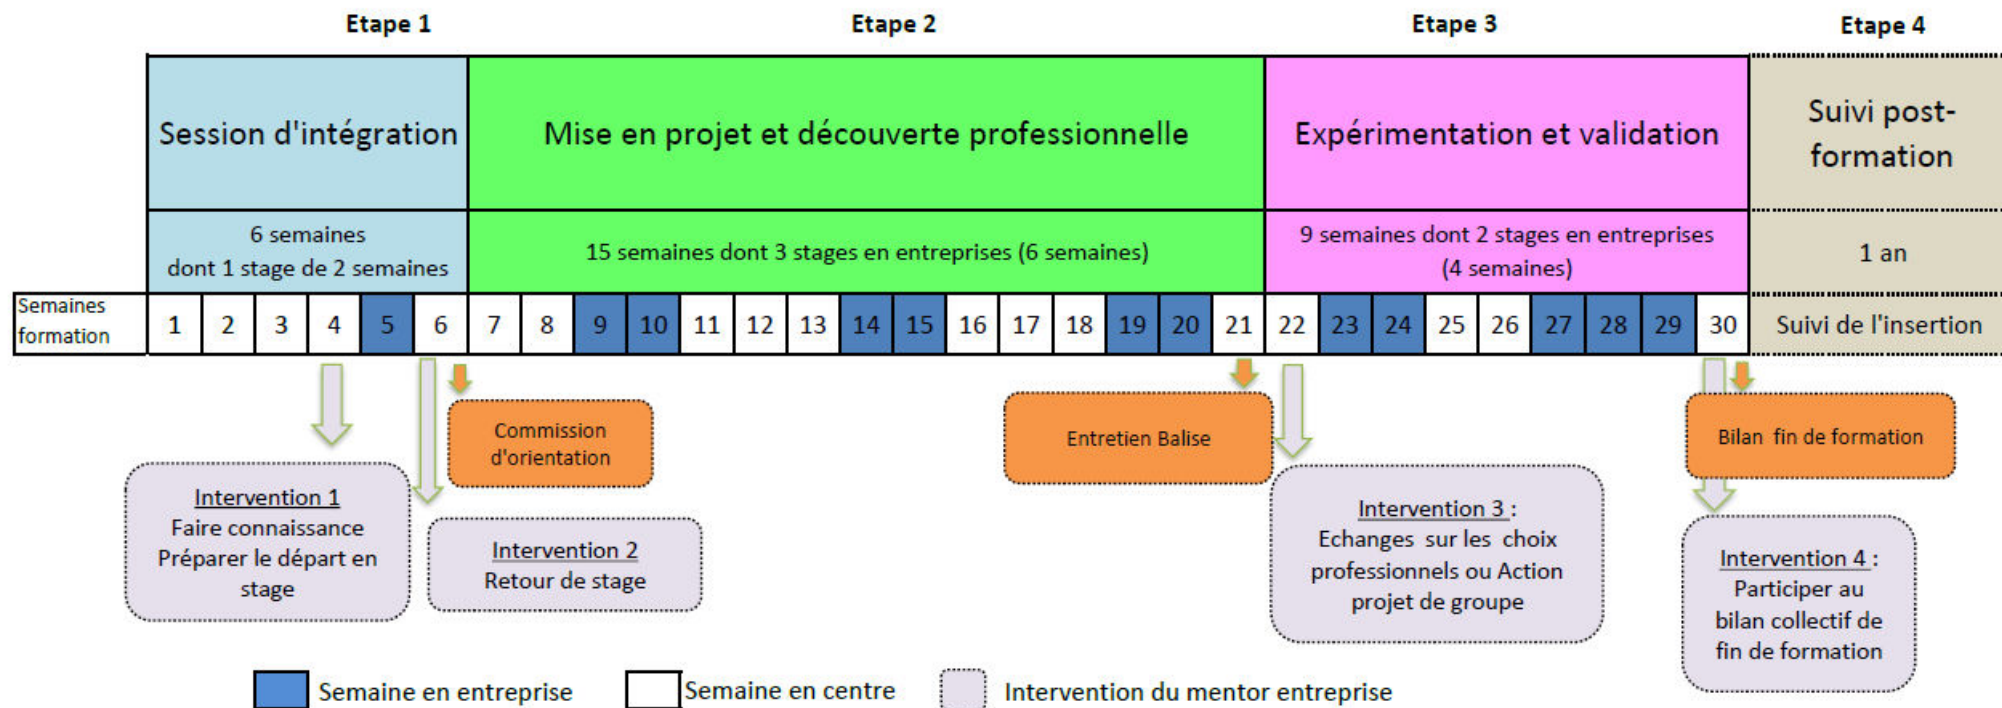 Etape 1
Etape 2
Etape 3
Etape 4
Session d'intégration
Mise en projet et découverte professionnelle
Expérimentation et validation
Suivi post-
formation
6 semaines
dont 1 stage de 2 semaines
15 semaines dont 3 stages en entreprises (6 semaines)
9 semaines dont 2 stages en entreprises
(4 semaines)
1 an
Semaines
formation
1 2 3 4 5 6 7 8 9 10 11 12 13 14 15 16 17 18 19 20 21 22 23 24 25 26 27 28 29 30
Suivi de l'insertion
Commission
d'orientation
Entretien Balise
Bilan fin de formation
Intervention 1
Faire connaissance
Préparer le départ en
stage
Intervention 2
Retour de stage
Intervention 3 :
Echanges sur les choix
professionnels ou Action
projet de groupe
Intervention 4 :
Participer au
bilan collectif de
fin de formation
Semaine en entreprise
Semaine en centre
Intervention du mentor entreprise